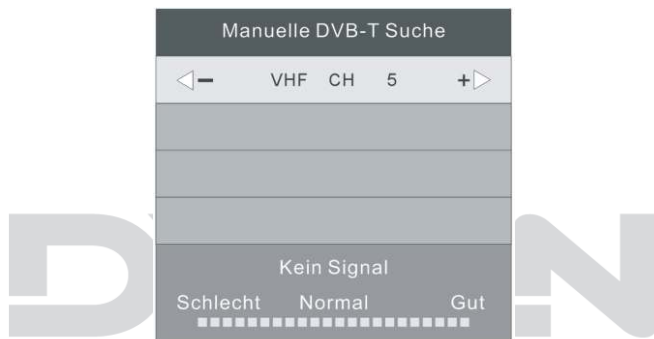 Manuelle DVB-T Suche
− VHF CH 5 +
Kein Signal
Schlecht Normal Gut